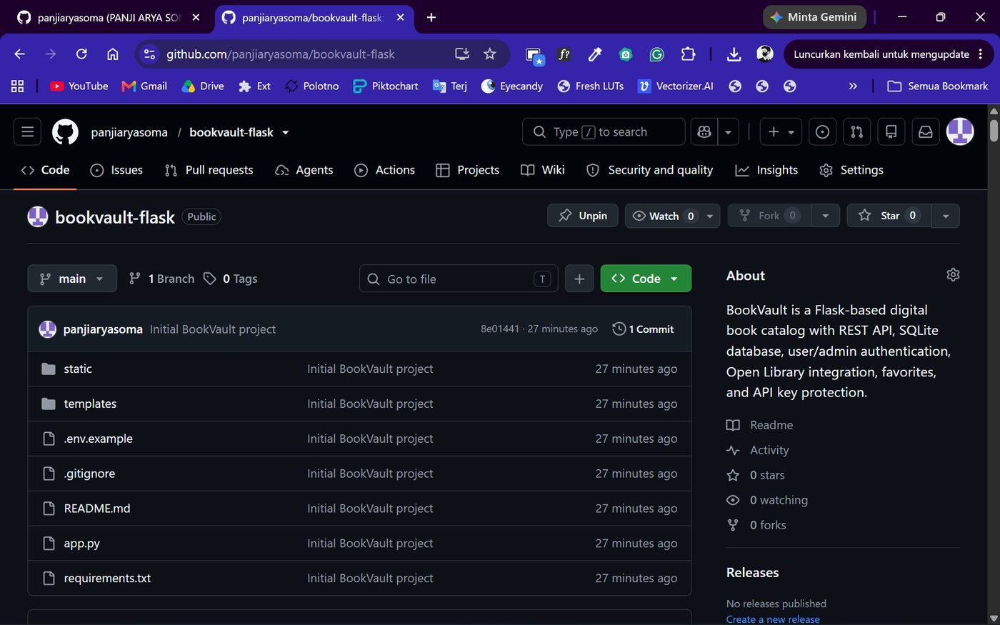 panjiaryasoma (PANJI ARYA SO
panjiaryasoma/bookvault-flask:
Minta Gemini
github.com/panjiaryasoma/bookvault-flask
f?
Luncurkan kembali untuk mengupdate
YouTube
Gmail
Drive
Ext
Polotno
Piktochart
Terj
Eyecandy
Fresh LUTs
Vectorizer.AI
Semua Bookmark
panjiaryasoma / bookvault-flask
Type / to search
Code
Issues
Pull requests
Agents
Actions
Projects
Wiki
Security and quality
Insights
Settings
bookvault-flask
Public
Unpin
Watch 0
Fork 0
Star 0
main
1 Branch
0 Tags
Go to file
T
Code
panjiaryasoma Initial BookVault project
8e01441 · 27 minutes ago
1 Commit
static Initial BookVault project 27 minutes ago
templates Initial BookVault project 27 minutes ago
.env.example Initial BookVault project 27 minutes ago
.gitignore Initial BookVault project 27 minutes ago
README.md Initial BookVault project 27 minutes ago
app.py Initial BookVault project 27 minutes ago
requirements.txt Initial BookVault project 27 minutes ago
About
BookVault is a Flask-based digital
book catalog with REST API, SQLite
database, user/admin authentication,
Open Library integration, favorites,
and API key protection.
Readme
Activity
0 stars
0 watching
0 forks
Releases
No releases published
Create a new release